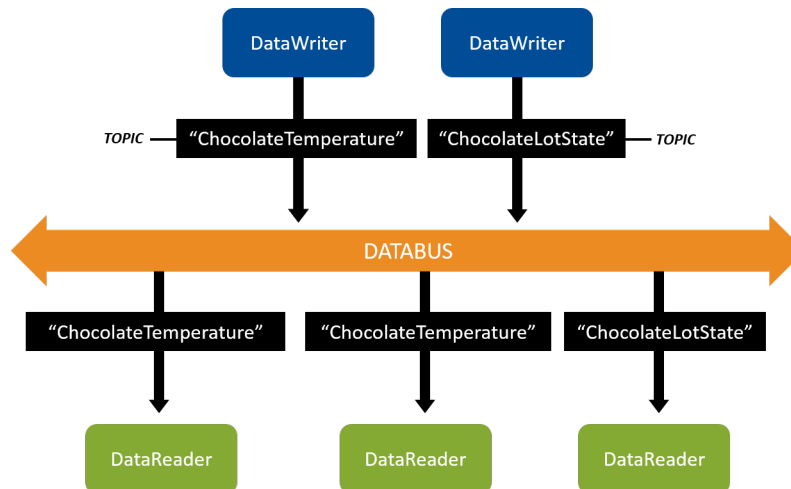 DataWriter
DataWriter
TOPIC
“ChocolateTemperature”
“ChocolateLotState”
TOPIC
DATABUS
“ChocolateTemperature”
“ChocolateTemperature”
“ChocolateLotState”
DataReader
DataReader
DataReader